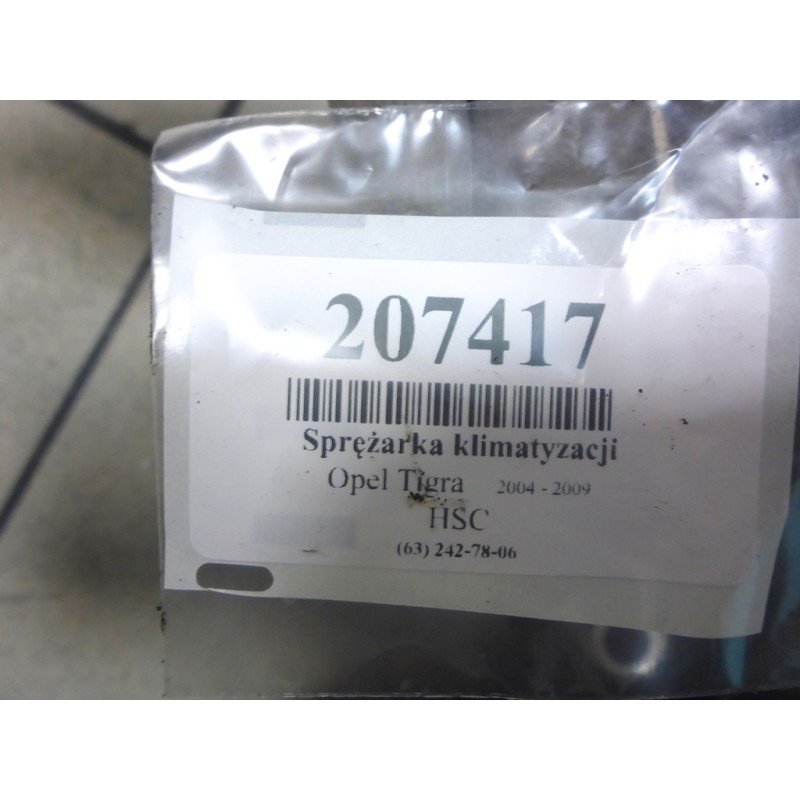 207417
Sprężarka klimatyzacji
Opel Tigra 2004 - 2009
HSC
(63) 242-78-06